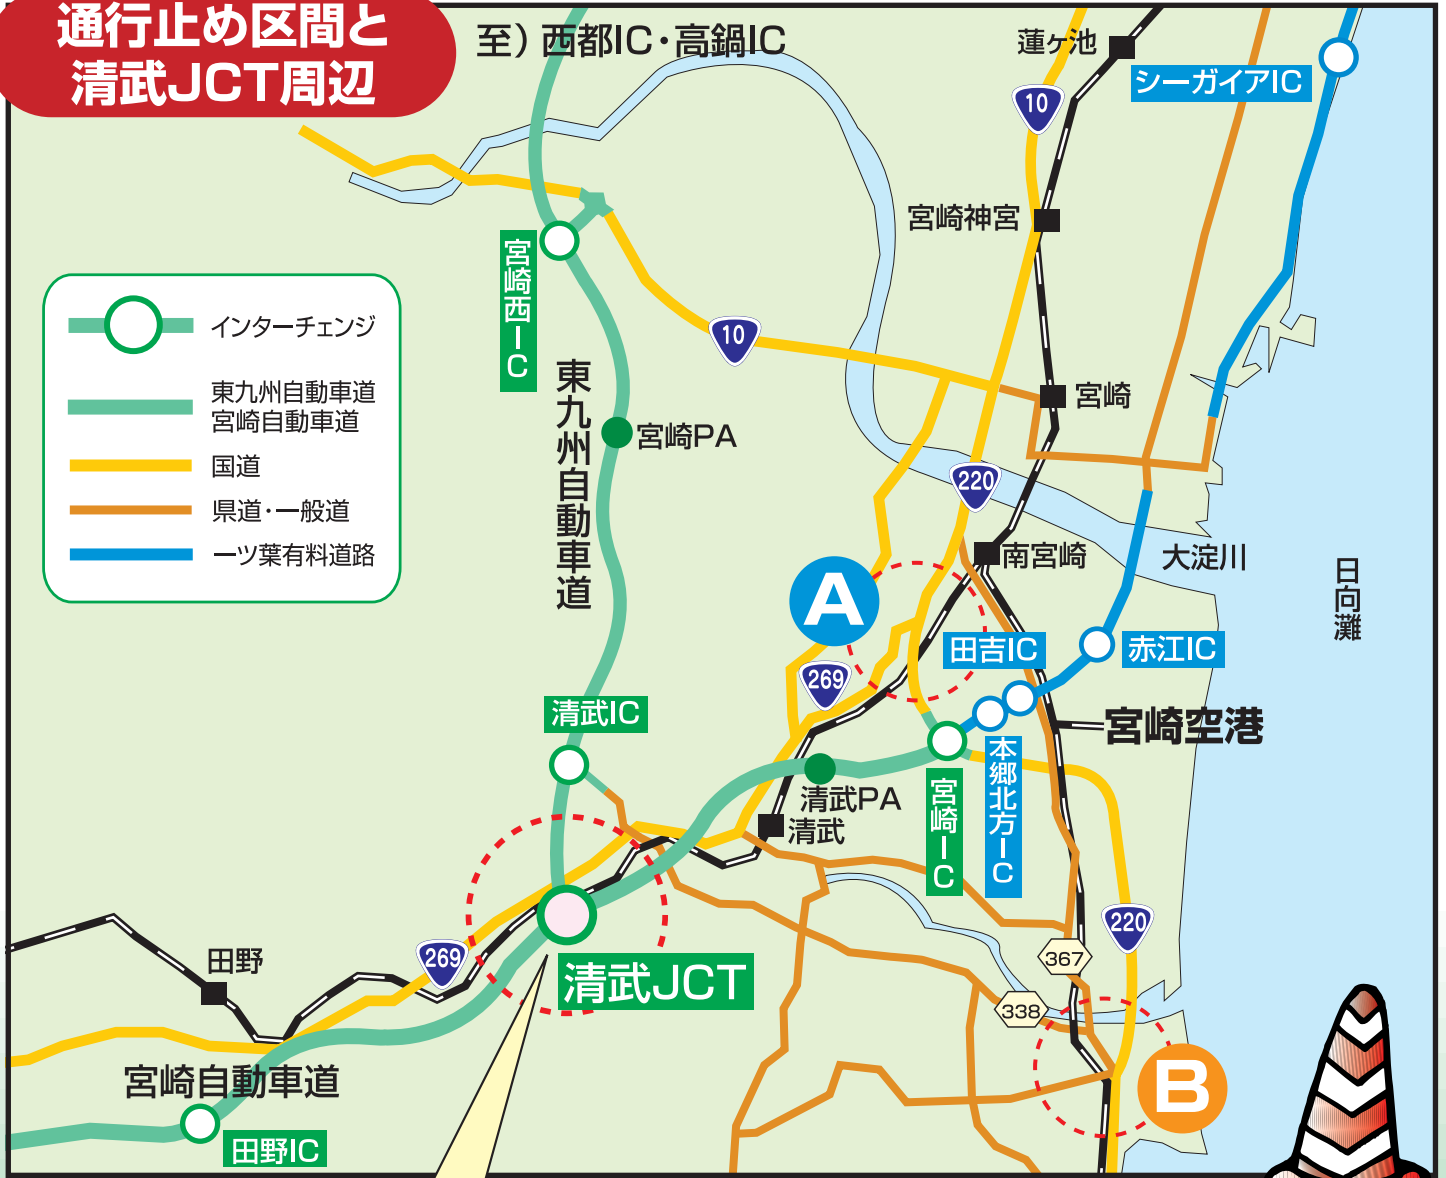 通行止め区間と
清武JCT周辺
至）西都IC・高鍋IC
蓮ヶ池
シーガイアIC
10
宮崎神宮
宮崎西IC
インターチェンジ
東九州自動車道
宮崎自動車道
国道
県道・一般道
一ツ葉有料道路
10
東九州自動車道
宮崎PA
宮崎
220
南宮崎
大淀川
日向灘
A
田吉IC
赤江IC
269
清武IC
宮崎空港
本郷北方IC
宮崎IC
清武PA
清武
220
269
田野
清武JCT
367
338
宮崎自動車道
田野IC
B